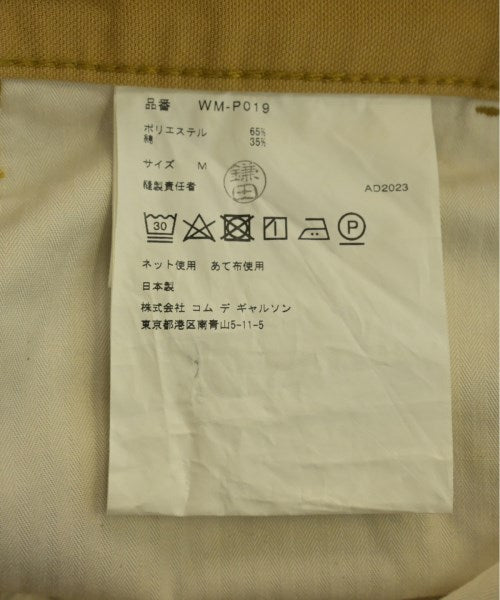 品番 WM-P019
ポリエステル 65%
綿 35%
サイズ M
縫製責任者 鎌田 AD2023
30 P
ネット使用 あて布使用
日本製
株式会社 コム デ ギャルソン
東京都港区南青山5-11-5